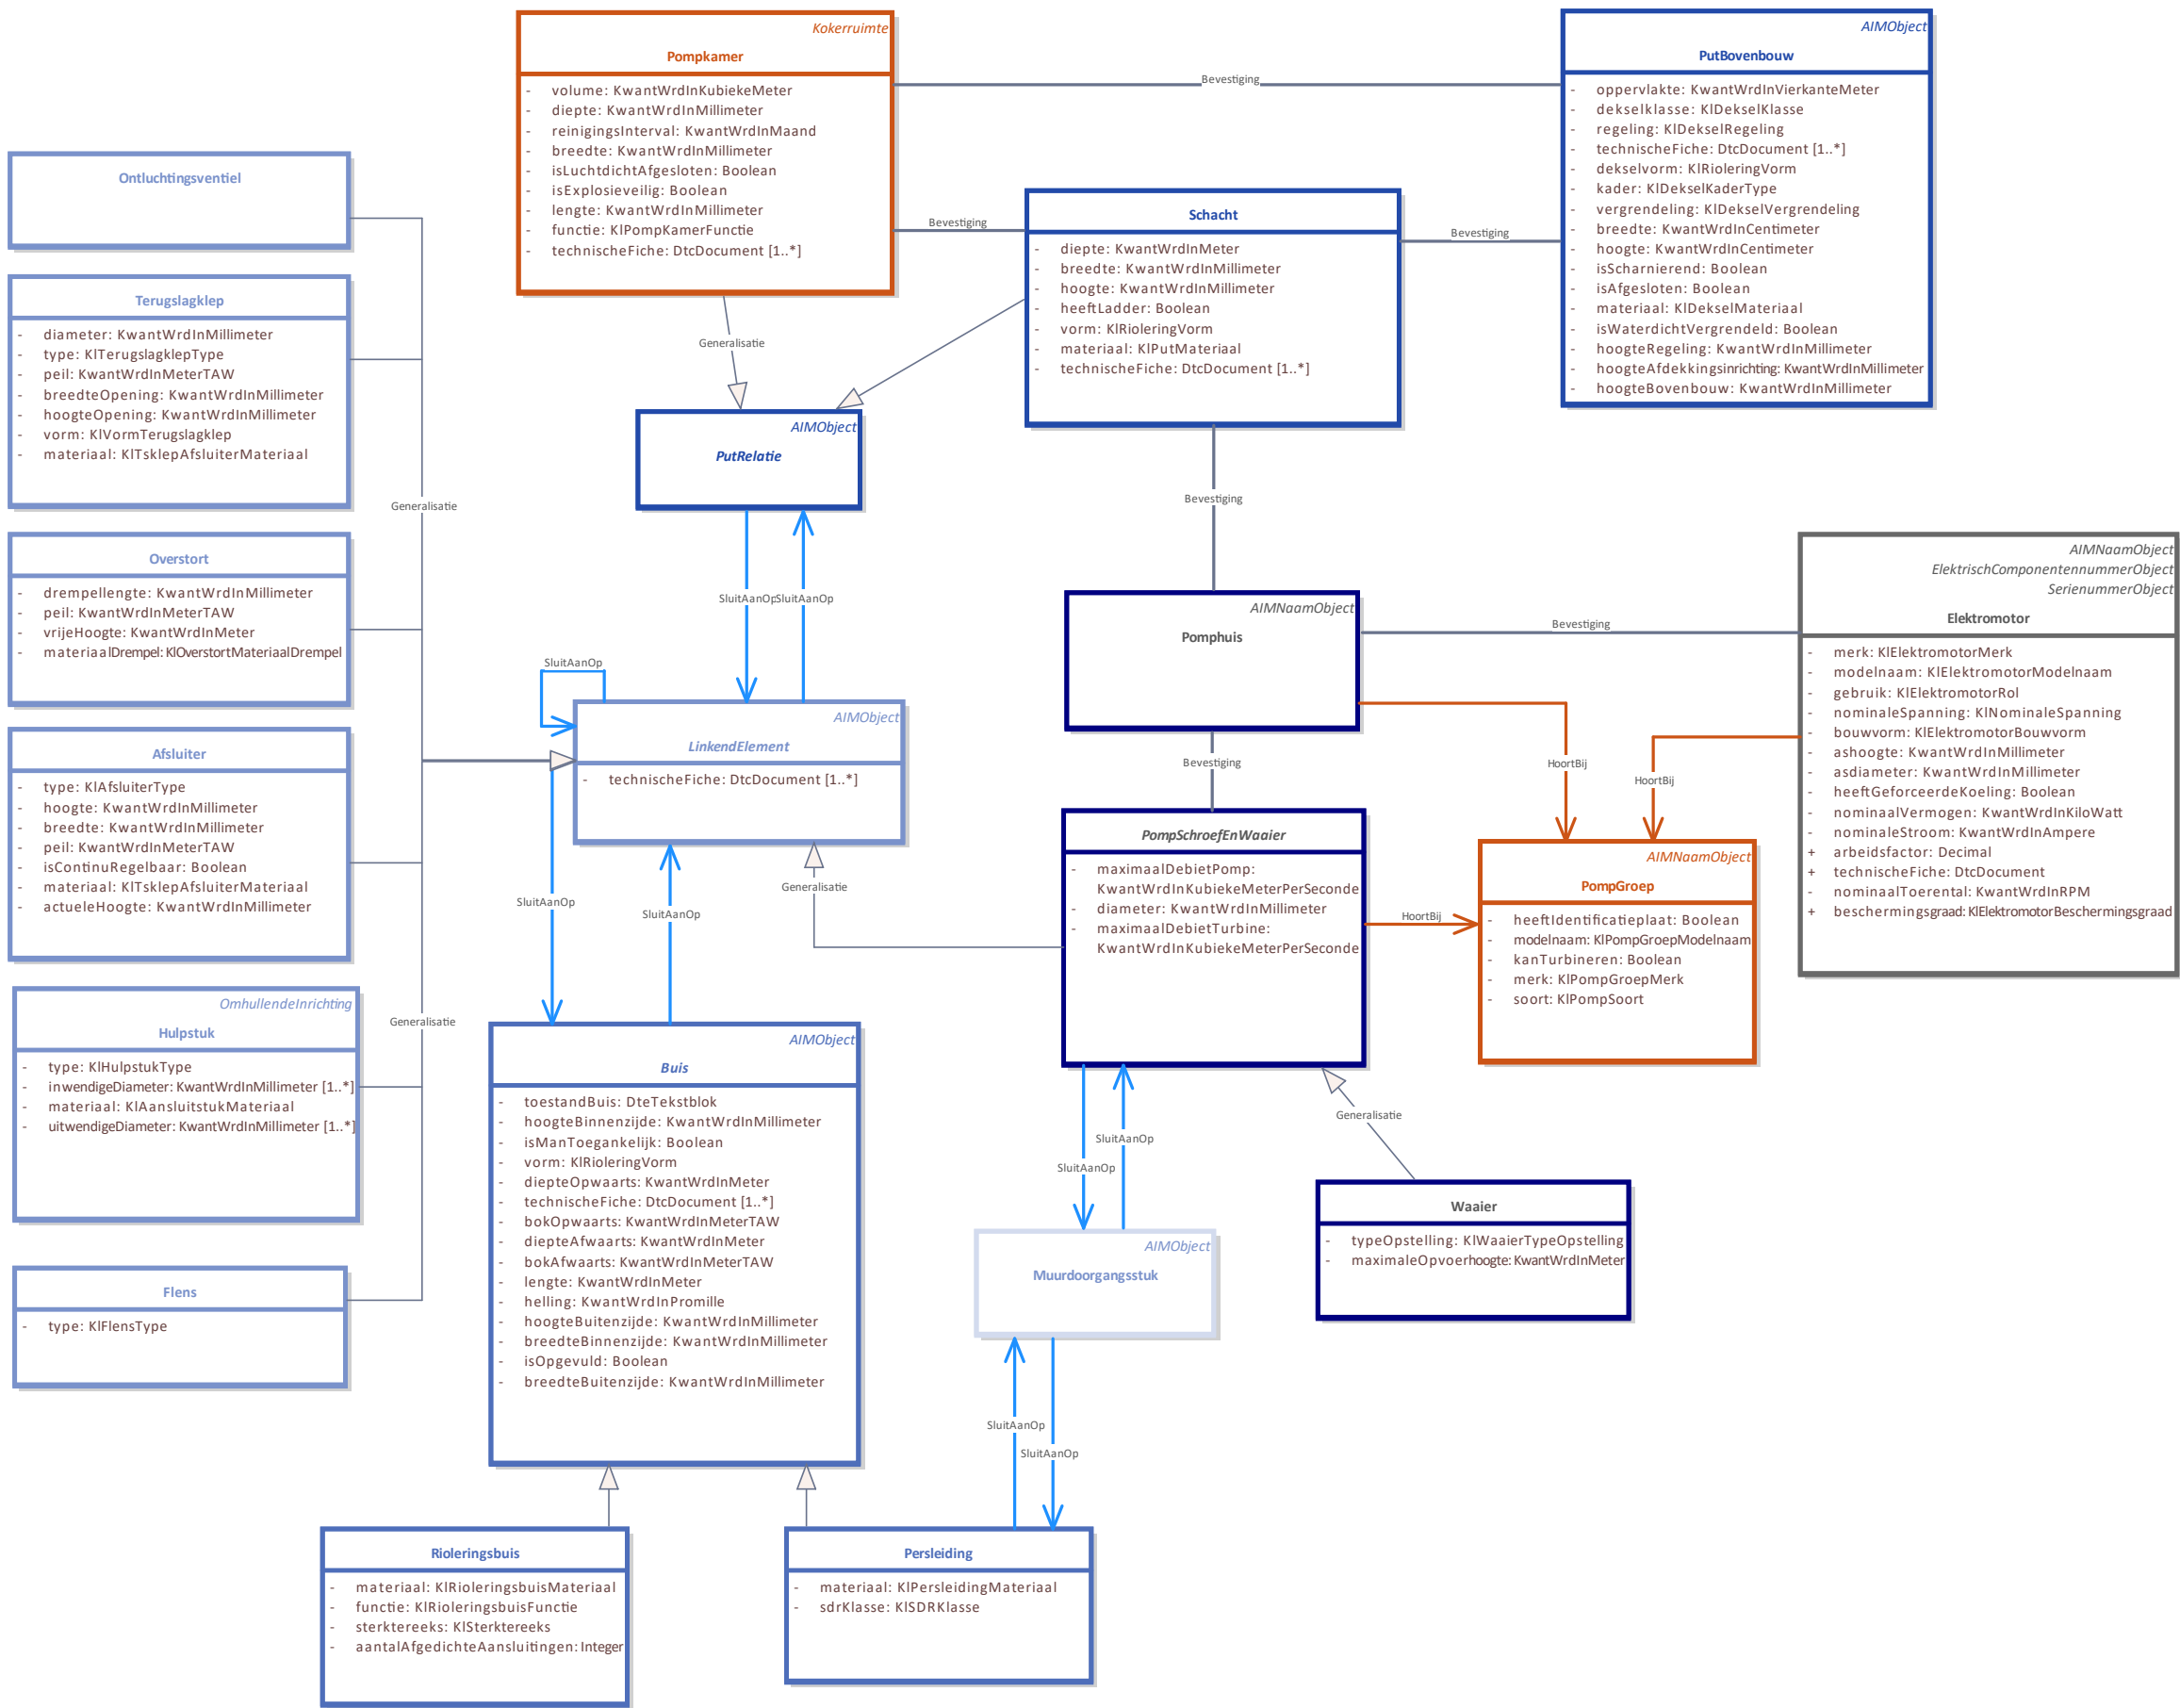 Kokerruimte
Pompkamer
- volume: KwantWrdInKubiekeMeter
- diepte: KwantWrdInMillimeter
- reinigingsInterval: KwantWrdInMaand
- breedte: KwantWrdInMillimeter
- isLuchtdichtAfgesloten: Boolean
- isExplosieveilig: Boolean
- lengte: KwantWrdInMillimeter
- functie: KlPompKamerFunctie
- technischeFiche: DtcDocument [1..*]
Bevestiging
AIMObject
PutBovenbouw
- oppervlakte: KwantWrdInVierkanteMeter
- dekselklasse: KlDekselKlasse
- regeling: KlDekselRegeling
- technischeFiche: DtcDocument [1..*]
- dekselvorm: KlRioleringVorm
- kader: KlDekselKaderType
- vergrendeling: KlDekselVergrendeling
- breedte: KwantWrdInCentimeter
- hoogte: KwantWrdInCentimeter
- isScharnierend: Boolean
- isAfgesloten: Boolean
- materiaal: KlDekselMateriaal
- isWaterdichtVergrendeld: Boolean
- hoogteRegeling: KwantWrdInMillimeter
- hoogteAfdekkingsinrichting: KwantWrdInMillimeter
- hoogteBovenbouw: KwantWrdInMillimeter
Bevestiging
Schacht
- diepte: KwantWrdInMeter
- breedte: KwantWrdInMillimeter
- hoogte: KwantWrdInMillimeter
- heeftLadder: Boolean
- vorm: KlRioleringVorm
- materiaal: KlPutMateriaal
- technischeFiche: DtcDocument [1..*]
Bevestiging
Ontluchtingsventiel
Terugslagklep
- diameter: KwantWrdInMillimeter
- type: KlTerugslagklepType
- peil: KwantWrdInMeterTAW
- breedteOpening: KwantWrdInMillimeter
- hoogteOpening: KwantWrdInMillimeter
- vorm: KlVormTerugslagklep
- materiaal: KlTsklepAfsluiterMateriaal
Generalisatie
Generalisatie
AIMObject
PutRelatie
Bevestiging
Overstort
- drempellengte: KwantWrdInMillimeter
- peil: KwantWrdInMeterTAW
- vrijeHoogte: KwantWrdInMeter
- materiaalDrempel: KlOverstortMateriaalDrempel
SluitAanOp
SluitAanOp
SluitAanOp
AIMNaamObject
Pomphuis
Bevestiging
AIMNaamObject
ElektrischComponentennummerObject
SerienummerObject
Elektromotor
- merk: KlElektromotorMerk
- modelnaam: KlElektromotorModelnaam
- gebruik: KlElektromotorRol
- nominaleSpanning: KlNominaleSpanning
- bouwvorm: KlElektromotorBouwvorm
- ashoogte: KwantWrdInMillimeter
- asdiameter: KwantWrdInMillimeter
- heeftGeforceerdeKoeling: Boolean
- nominaalVermogen: KwantWrdInKiloWatt
- nominaleStroom: KwantWrdInAmpere
+ arbeidsfactor: Decimal
+ technischeFiche: DtcDocument
- nominaalToerental: KwantWrdInRPM
+ beschermingsgraad: KlElektromotorBeschermingsgraad
Afsluiter
- type: KlAfsluiterType
- hoogte: KwantWrdInMillimeter
- breedte: KwantWrdInMillimeter
- peil: KwantWrdInMeterTAW
- isContinuRegelbaar: Boolean
- materiaal: KlTsklepAfsluiterMateriaal
- actueleHoogte: KwantWrdInMillimeter
AIMObject
LinkendElement
- technischeFiche: DtcDocument [1..*]
Bevestiging
HoortBij
HoortBij
PompSchroefEnWaaier
- maximaalDebietPomp:
KwantWrdInKubiekeMeterPerSeconde
- diameter: KwantWrdInMillimeter
- maximaalDebietTurbine:
KwantWrdInKubiekeMeterPerSeconde
HoortBij
AIMNaamObject
PompGroep
- heeftIdentificatieplaat: Boolean
- modelnaam: KlPompGroepModelnaam
- kanTurbineren: Boolean
- merk: KlPompGroepMerk
- soort: KlPompSoort
Generalisatie
SluitAanOp
SluitAanOp
OmhullendeInrichting
Hulpstuk
- type: KlHulpstukType
- inwendigeDiameter: KwantWrdInMillimeter [1..*]
- materiaal: KlAansluitstukMateriaal
- uitwendigeDiameter: KwantWrdInMillimeter [1..*]
Generalisatie
AIMObject
Buis
- toestandBuis: DteTekstblok
- hoogteBinnenzijde: KwantWrdInMillimeter
- isManToegankelijk: Boolean
- vorm: KlRioleringVorm
- diepteOpwaarts: KwantWrdInMeter
- technischeFiche: DtcDocument [1..*]
- bokOpwaarts: KwantWrdInMeterTAW
- diepteAfwaarts: KwantWrdInMeter
- bokAfwaarts: KwantWrdInMeterTAW
- lengte: KwantWrdInMeter
- helling: KwantWrdInPromille
- hoogteBuitenzijde: KwantWrdInMillimeter
- breedteBinnenzijde: KwantWrdInMillimeter
- isOpgevuld: Boolean
- breedteBuitenzijde: KwantWrdInMillimeter
SluitAanOp
SluitAanOp
Generalisatie
Waaier
- typeOpstelling: KlWaaierTypeOpstelling
- maximaleOpvoerhoogte: KwantWrdInMeter
AIMObject
Muurdoorgangsstuk
Flens
- type: KlFlensType
SluitAanOp
SluitAanOp
Rioleringsbuis
- materiaal: KlRioleringsbuisMateriaal
- functie: KlRioleringsbuisFunctie
- sterktereeks: KlSterktereeks
- aantalAfgedichteAansluitingen: Integer
Persleiding
- materiaal: KlPersleidingMateriaal
- sdrKlasse: KlSDRKlasse